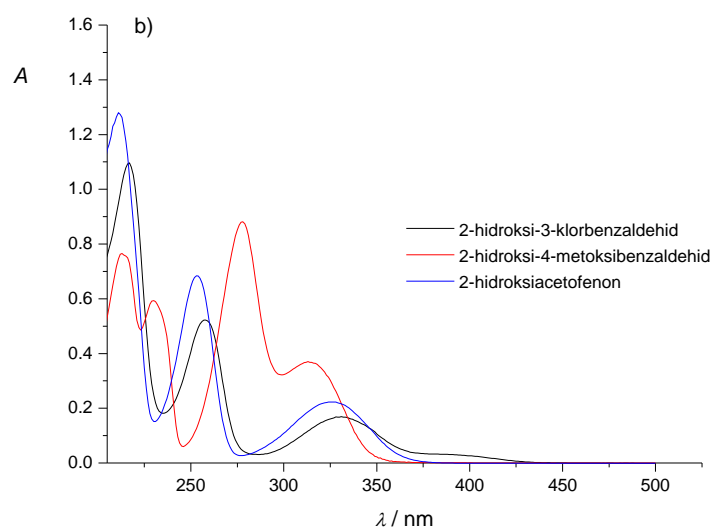 b)
A
1.6
1.4
1.2
1.0
0.8
0.6
0.4
0.2
0.0
2-hidroksi-3-klorbenzaldehid
2-hidroksi-4-metoksibenzaldehid
2-hidroksiacetofenon
250 300 350 400 450 500
λ / nm